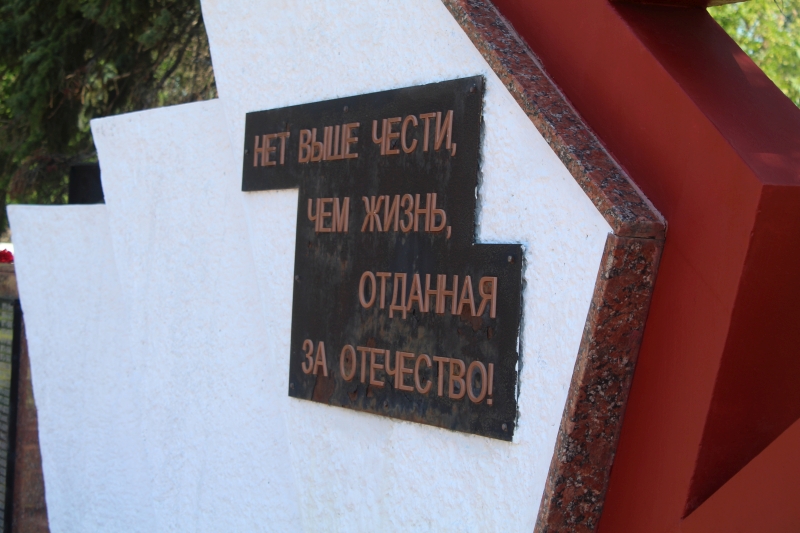 НЕТ ВЫШЕ ЧЕСТИ,
ЧЕМ ЖИЗНЬ,
ОТДАННАЯ
ЗА ОТЕЧЕСТВО!